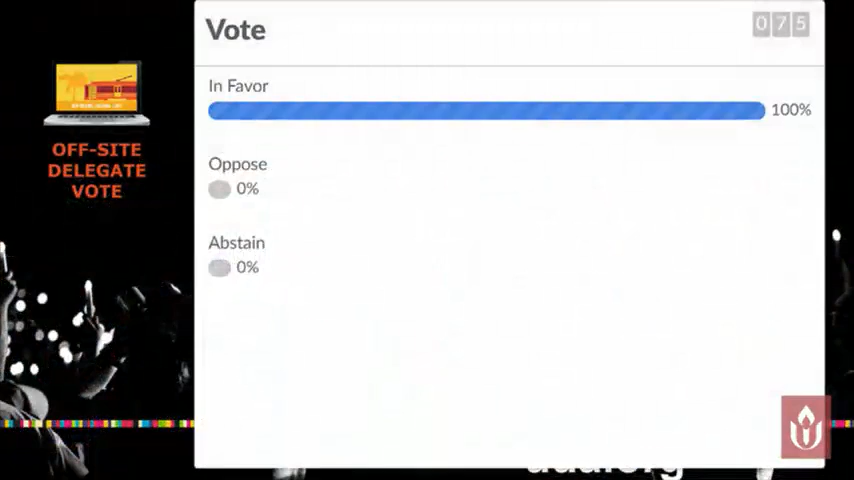 Vote
075
OFF-SITE
DELEGATE
VOTE
In Favor
100%
Oppose
0%
Abstain
0%